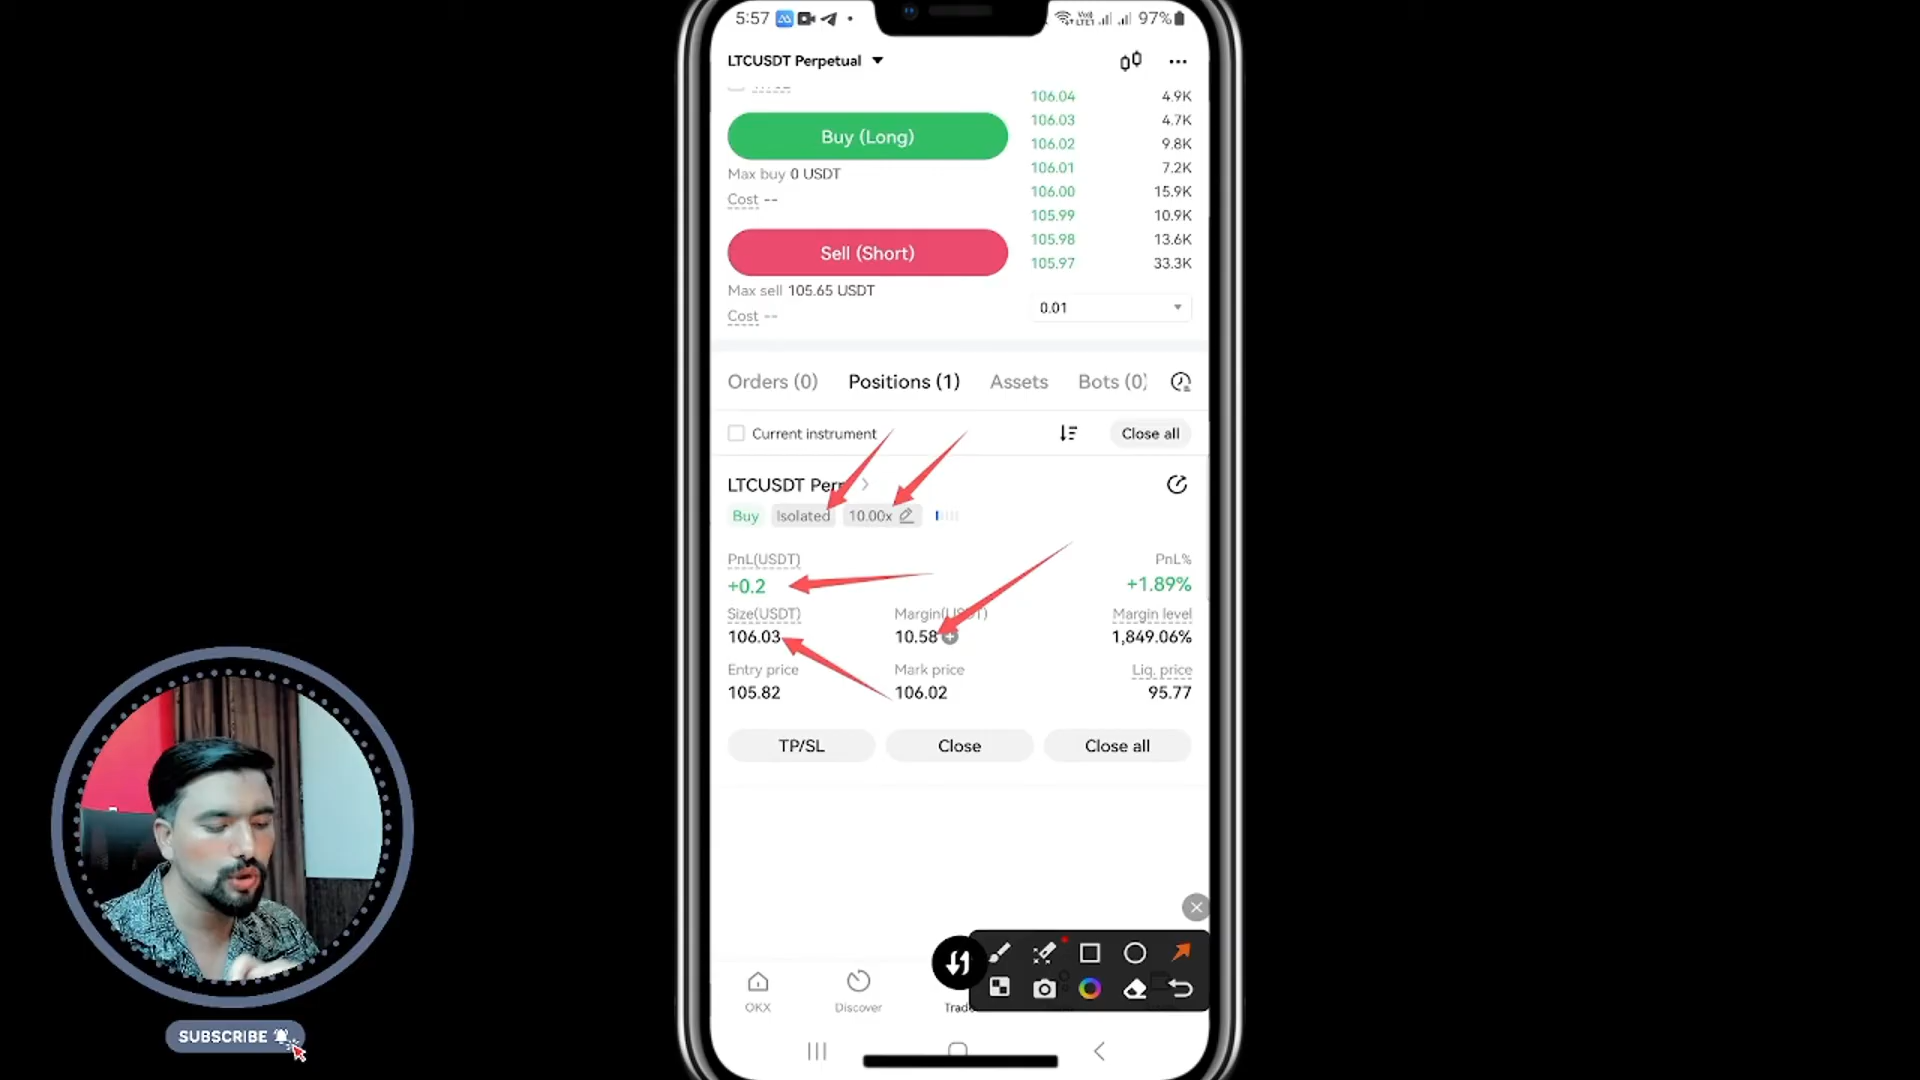 5:57
97%
LTCUSDT Perpetual
106.04 4.9K
Buy (Long)
106.03 4.7K
106.02 9.8K
Max buy 0 USDT
106.01 7.2K
Cost --
106.00 15.9K
105.99 10.9K
Sell (Short)
105.98 13.6K
105.97 33.3K
Max sell 105.65 USDT
0.01
Cost --
Orders (0) Positions (1) Assets Bots (0)
Current instrument Close all
LTCUSDT Perp
Buy Isolated 10.00x
PnL(USDT) PnL%
+0.2 +1.89%
Size(USDT) Margin(USDT) Margin level
106.03 10.58 1,849.06%
Entry price Mark price Liq. price
105.82 106.02 95.77
TP/SL Close Close all
OKX Discover Trade
SUBSCRIBE